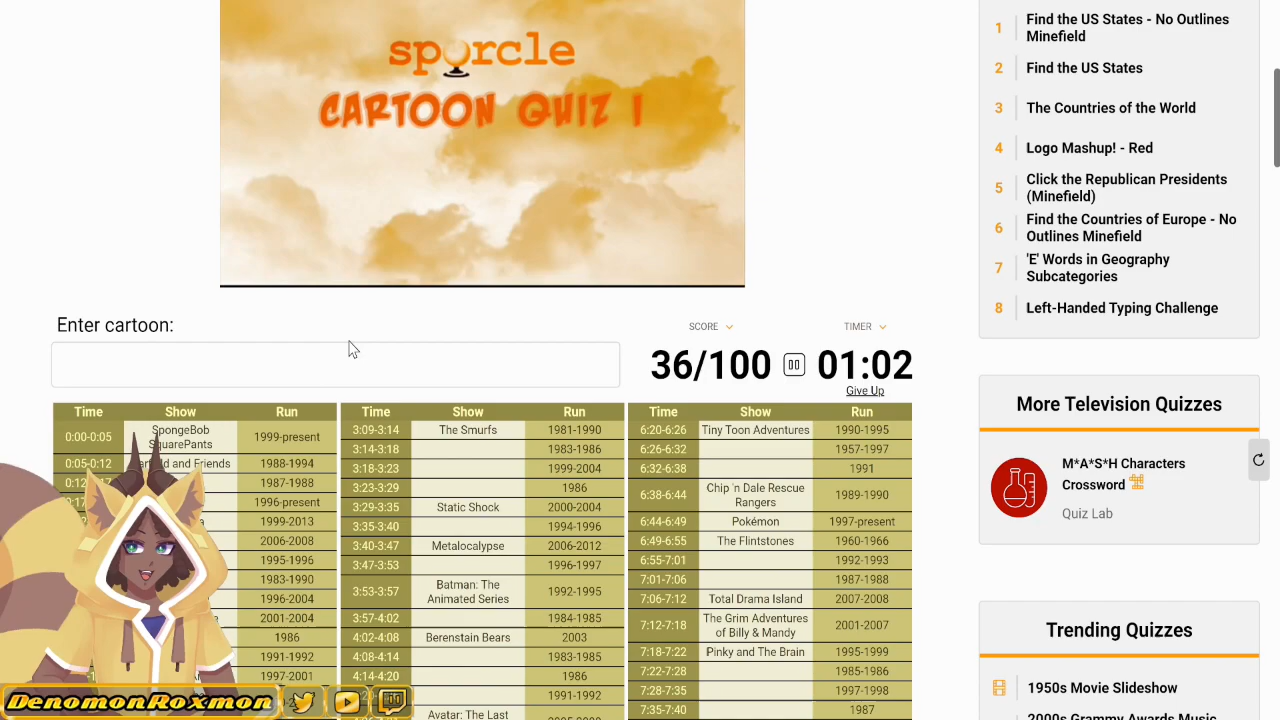 sporcle
CARTOON QUIZ 1
1 Find the US States - No Outlines
Minefield
2 Find the US States
3 The Countries of the World
4 Logo Mashup! - Red
5 Click the Republican Presidents
(Minefield)
6 Find the Countries of Europe - No
Outlines Minefield
7 'E' Words in Geography
Subcategories
8 Left-Handed Typing Challenge
Enter cartoon:
SCORE
TIMER
36/100 01:02
Give Up
More Television Quizzes
M*A*S*H Characters
Crossword
Quiz Lab
Trending Quizzes
1950s Movie Slideshow
2000s Grammy Awards Music
Time Show Run
0:00-0:05 SpongeBob
SquarePants 1999-present
0:05-0:12 and Friends 1988-1994
1987-1988
1996-present
1999-2013
2006-2008
1995-1996
1983-1990
1996-2004
2001-2004
1986
1991-1992
1997-2001
Time Show Run
3:09-3:14 The Smurfs 1981-1990
3:14-3:18 1983-1986
3:18-3:23 1999-2004
3:23-3:29 1986
3:29-3:35 Static Shock 2000-2004
3:35-3:40 1994-1996
3:40-3:47 Metalocalypse 2006-2012
3:47-3:53 1996-1997
3:53-3:57 Batman: The
Animated Series 1992-1995
3:57-4:02 1984-1985
4:02-4:08 Berenstain Bears 2003
4:08-4:14 1983-1985
4:14-4:20 1986
1991-1992
Avatar: The Last
Time Show Run
6:20-6:26 Tiny Toon Adventures 1990-1995
6:26-6:32 1957-1997
6:32-6:38 1991
6:38-6:44 Chip 'n Dale Rescue
Rangers 1989-1990
6:44-6:49 Pokémon 1997-present
6:49-6:55 The Flintstones 1960-1966
6:55-7:01 1992-1993
7:01-7:06 1987-1988
7:06-7:12 Total Drama Island 2007-2008
7:12-7:18 The Grim Adventures
of Billy & Mandy 2001-2007
7:18-7:22 Pinky and The Brain 1995-1999
7:22-7:28 1985-1986
7:28-7:35 1997-1998
7:35-7:40 1987
DenomonRoxmon